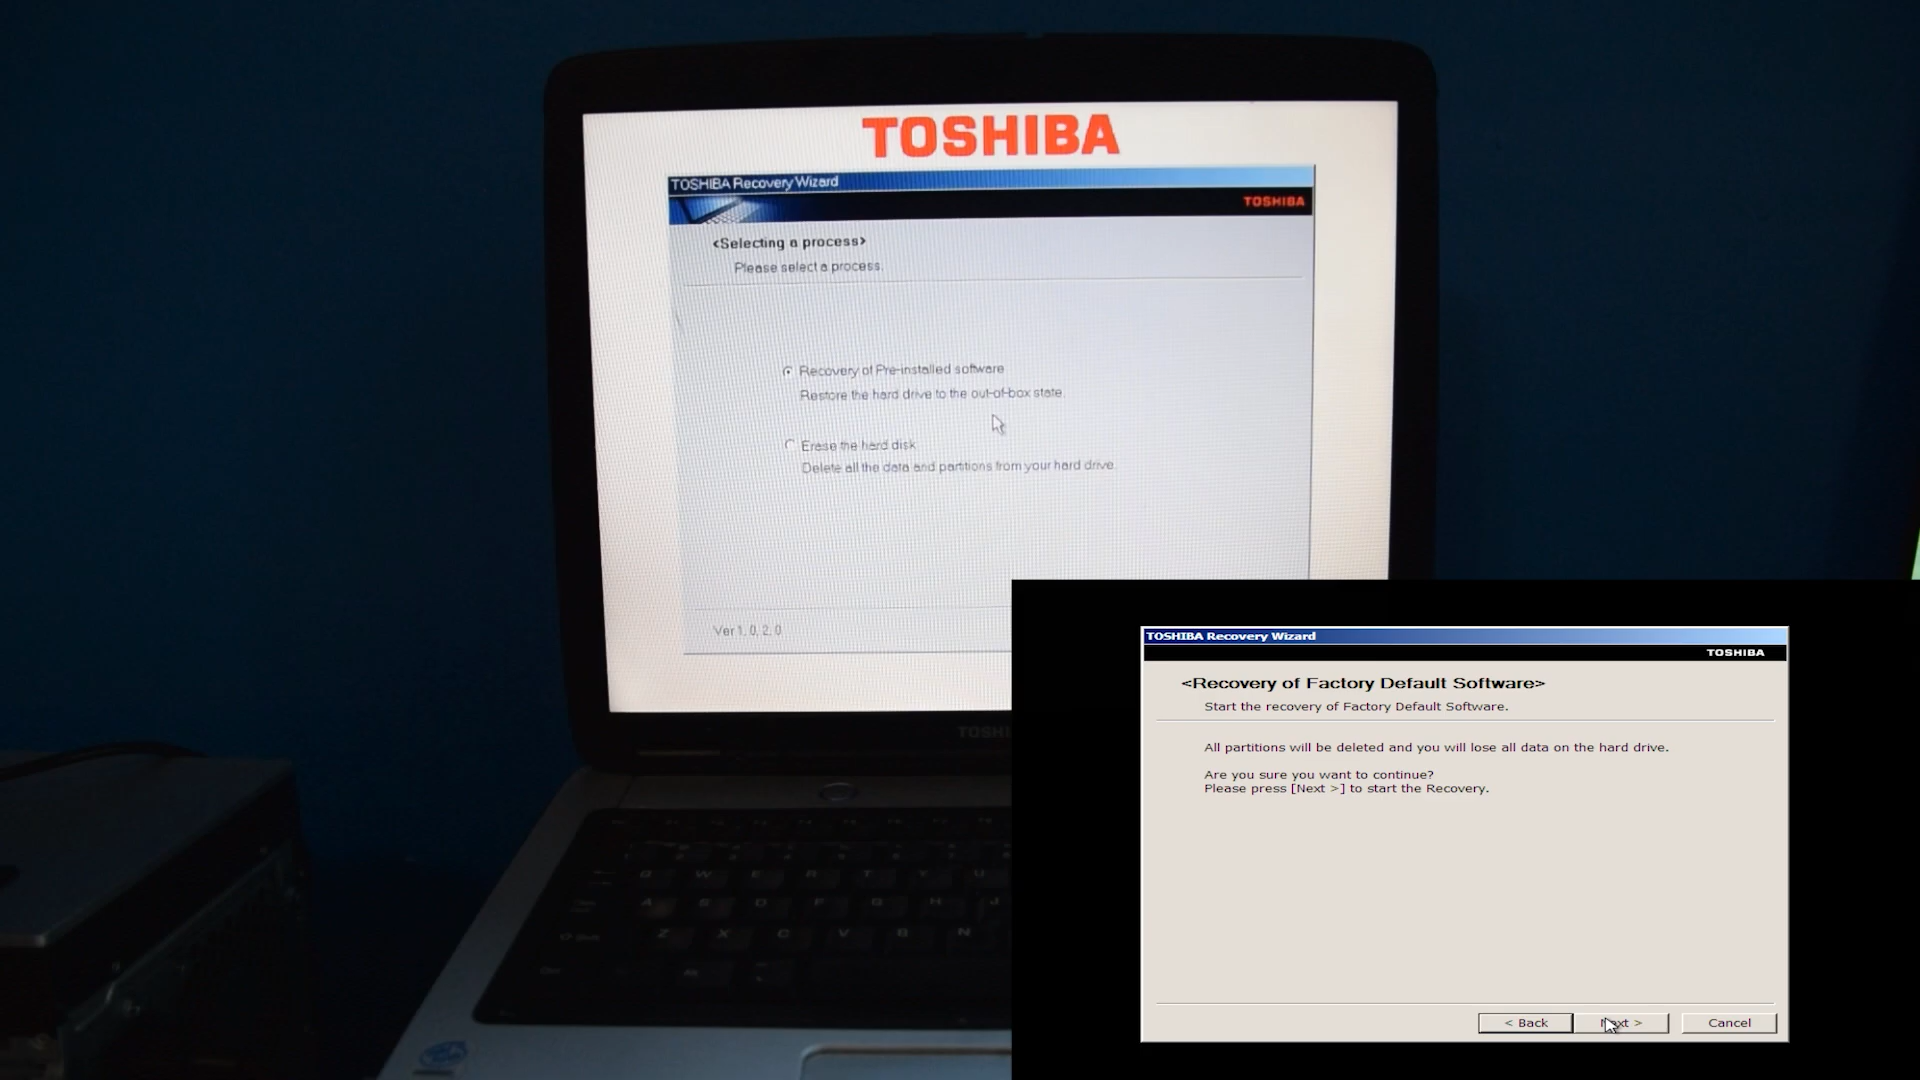 TOSHIBA
TOSHIBA Recovery Wizard
TOSHIBA
<Selecting a process>
Please select a process.
Recovery of Pre-installed software
Restore the hard drive to the out-of-box state.
Erase the hard disk
Delete all the data and partitions from your hard drive.
Ver 1, 0, 2, 0
TOSHIBA Recovery Wizard
TOSHIBA
<Recovery of Factory Default Software>
Start the recovery of Factory Default Software.
All partitions will be deleted and you will lose all data on the hard drive.
Are you sure you want to continue?
Please press [Next >] to start the Recovery.
< Back
Next >
Cancel
TOSHI
Q W E R T Y U
A S D F G H J
Z X C V B N
Alt